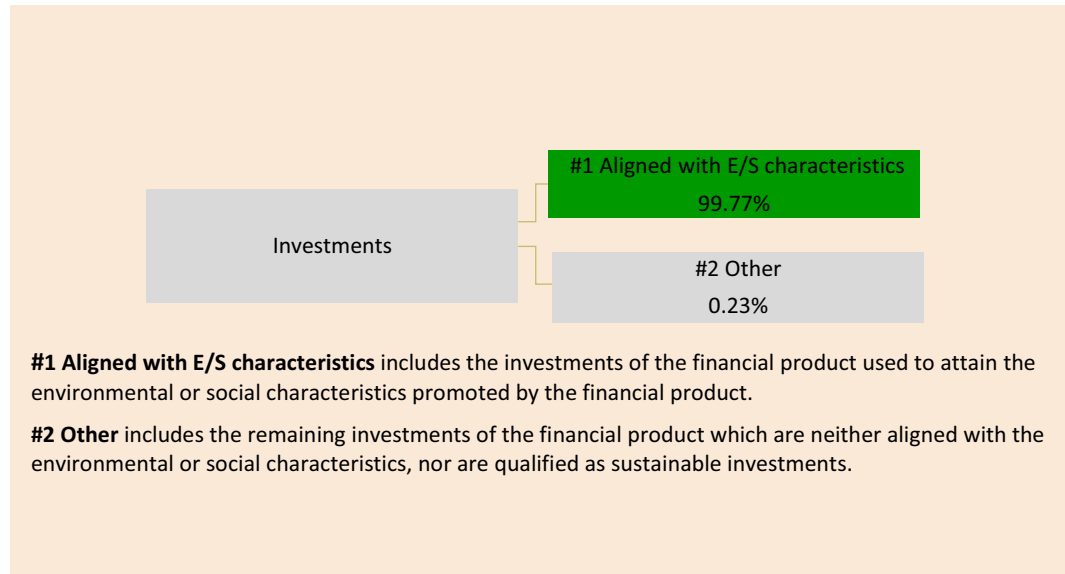 #1 Aligned with E/S characteristics
99.77%
Investments
#2 Other
0.23%
#1 Aligned with E/S characteristics includes the investments of the financial product used to attain the
environmental or social characteristics promoted by the financial product.
#2 Other includes the remaining investments of the financial product which are neither aligned with the
environmental or social characteristics, nor are qualified as sustainable investments.